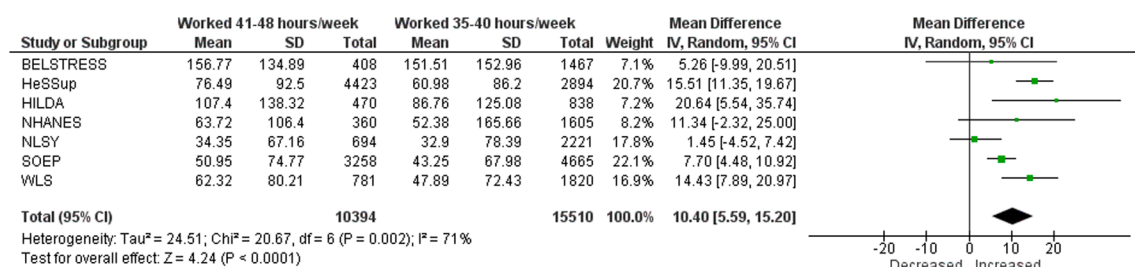 Worked 41-48 hours/week Worked 35-40 hours/week Mean Difference Mean Difference
Study or Subgroup Mean SD Total Mean SD Total Weight IV, Random, 95% CI IV, Random, 95% CI
BELSTRESS 156.77 134.89 408 151.51 152.96 1467 7.1% 5.26 [-9.99, 20.51]
HeSSup 76.49 92.5 4423 60.98 86.2 2894 20.7% 15.51 [11.35, 19.67]
HILDA 107.4 138.32 470 86.76 125.08 838 7.2% 20.64 [5.54, 35.74]
NHANES 63.72 106.4 360 52.38 165.66 1605 8.2% 11.34 [-2.32, 25.00]
NLSY 34.35 67.16 694 32.9 78.39 2221 17.8% 1.45 [-4.52, 7.42]
SOEP 50.95 74.77 3258 43.25 67.98 4665 22.1% 7.70 [4.48, 10.92]
WLS 62.32 80.21 781 47.89 72.43 1820 16.9% 14.43 [7.89, 20.97]
Total (95% CI) 10394 15510 100.0% 10.40 [5.59, 15.20]
Heterogeneity: Tau² = 24.51; Chi² = 20.67, df = 6 (P = 0.002); I² = 71%
Test for overall effect: Z = 4.24 (P < 0.0001)
-20 -10 0 10 20
Decreased Increased